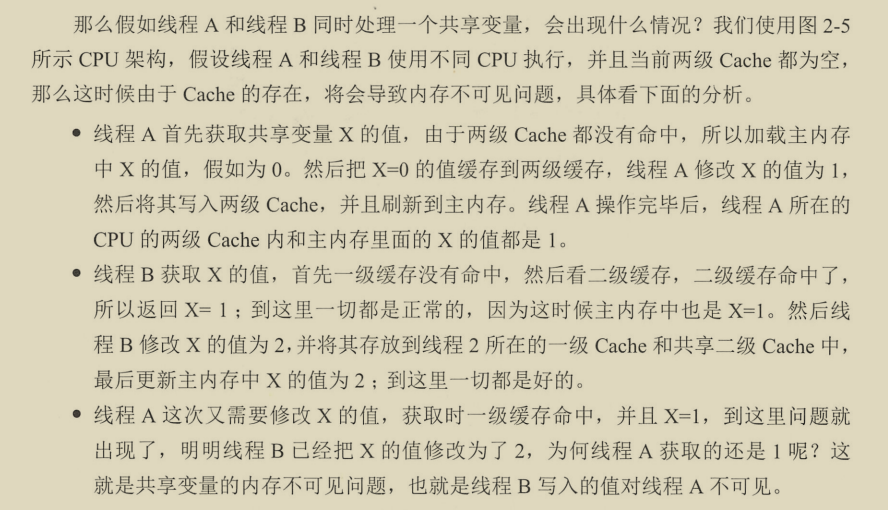 那么假如线程 A 和线程 B 同时处理一个共享变量，会出现什么情况？我们使用图 2-5
所示 CPU 架构，假设线程 A 和线程 B 使用不同 CPU 执行，并且当前两级 Cache 都为空，
那么这时候由于 Cache 的存在，将会导致内存不可见问题，具体看下面的分析。
● 线程 A 首先获取共享变量 X 的值，由于两级 Cache 都没有命中，所以加载主内存
中 X 的值，假如为 0。然后把 X=0 的值缓存到两级缓存，线程 A 修改 X 的值为 1，
然后将其写入两级 Cache，并且刷新到主内存。线程 A 操作完毕后，线程 A 所在的
CPU 的两级 Cache 内和主内存里面的 X 的值都是 1。
● 线程 B 获取 X 的值，首先一级缓存没有命中，然后看二级缓存，二级缓存命中了，
所以返回 X= 1；到这里一切都是正常的，因为这时候主内存中也是 X=1。然后线
程 B 修改 X 的值为 2，并将其存放到线程 2 所在的一级 Cache 和共享二级 Cache 中，
最后更新主内存中 X 的值为 2；到这里一切都是好的。
● 线程 A 这次又需要修改 X 的值，获取时一级缓存命中，并且 X=1，到这里问题就
出现了，明明线程 B 已经把 X 的值修改为了 2，为何线程 A 获取的还是 1 呢？这
就是共享变量的内存不可见问题，也就是线程 B 写入的值对线程 A 不可见。